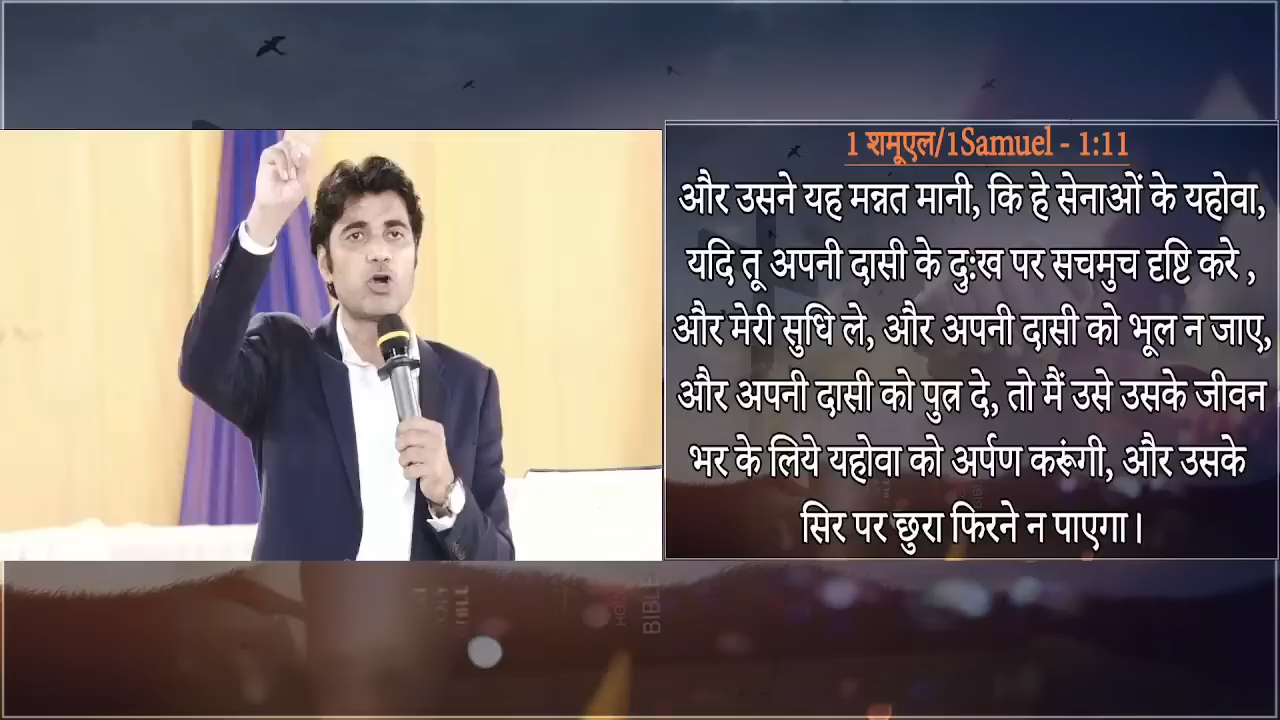 1 शमूएल/1Samuel - 1:11
और उसने यह मन्नत मानी, कि हे सेनाओं के यहोवा,
यदि तू अपनी दासी के दु:ख पर सचमुच दृष्टि करे ,
और मेरी सुधि ले, और अपनी दासी को भूल न जाए,
और अपनी दासी को पुत्र दे, तो मैं उसे उसके जीवन
भर के लिये यहोवा को अर्पण करूंगी, और उसके
सिर पर छुरा फिरने न पाएगा।
BIBLE